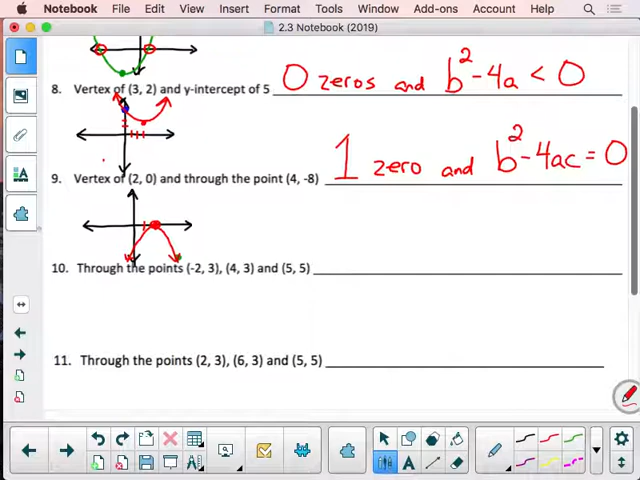 Notebook File Edit View Insert Format Tools Window Add-ons Account
2.3 Notebook (2019)
0 zeros and b²-4a < 0
8. Vertex of (3, 2) and y-intercept of 5
1 zero and b²-4ac = 0
9. Vertex of (2, 0) and through the point (4, -8)
10. Through the points (-2, 3), (4, 3) and (5, 5)
11. Through the points (2, 3), (6, 3) and (5, 5)
A